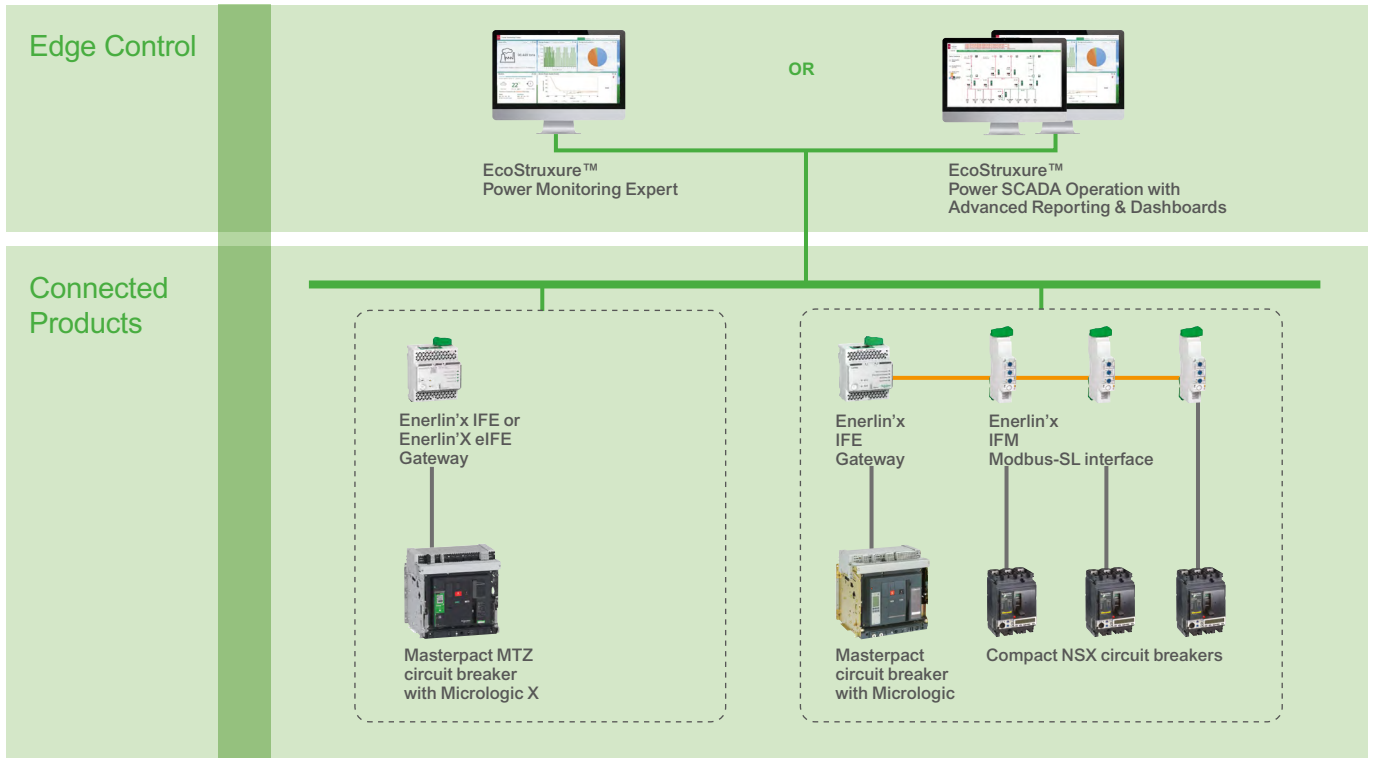 Edge Control
OR
EcoStruxure™
Power Monitoring Expert
EcoStruxure™
Power SCADA Operation with
Advanced Reporting & Dashboards
Connected
Products
Enerlin’x IFE or
Enerlin’X eIFE
Gateway
Enerlin’x
IFE
Gateway
Enerlin’x
IFM
Modbus-SL interface
Masterpact MTZ
circuit breaker
with Micrologic X
Masterpact
circuit breaker
with Micrologic
Compact NSX circuit breakers